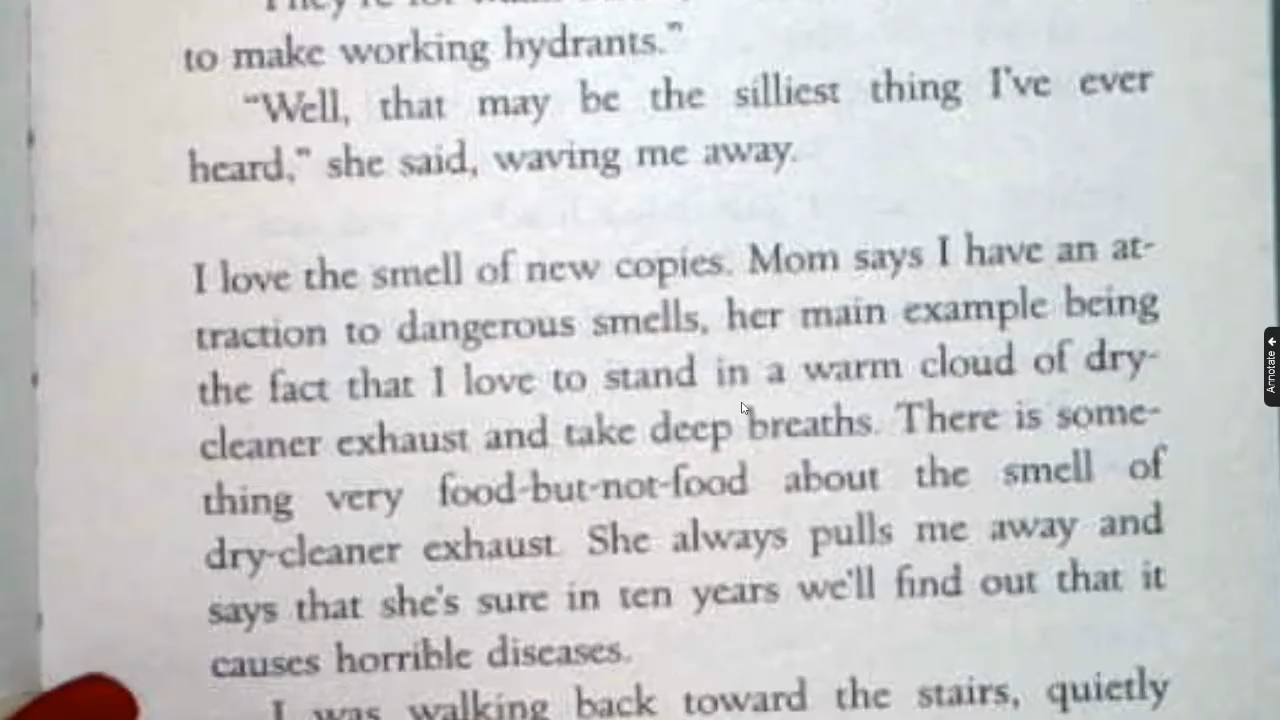 to make working hydrants."
"Well, that may be the silliest thing I've ever
heard," she said, waving me away.
I love the smell of new copies. Mom says I have an at-
traction to dangerous smells, her main example being
the fact that I love to stand in a warm cloud of dry-
cleaner exhaust and take deep breaths. There is some-
thing very food-but-not-food about the smell of
dry-cleaner exhaust. She always pulls me away and
says that she's sure in ten years we'll find out that it
causes horrible diseases.
I was walking back toward the stairs, quietly
Annotate